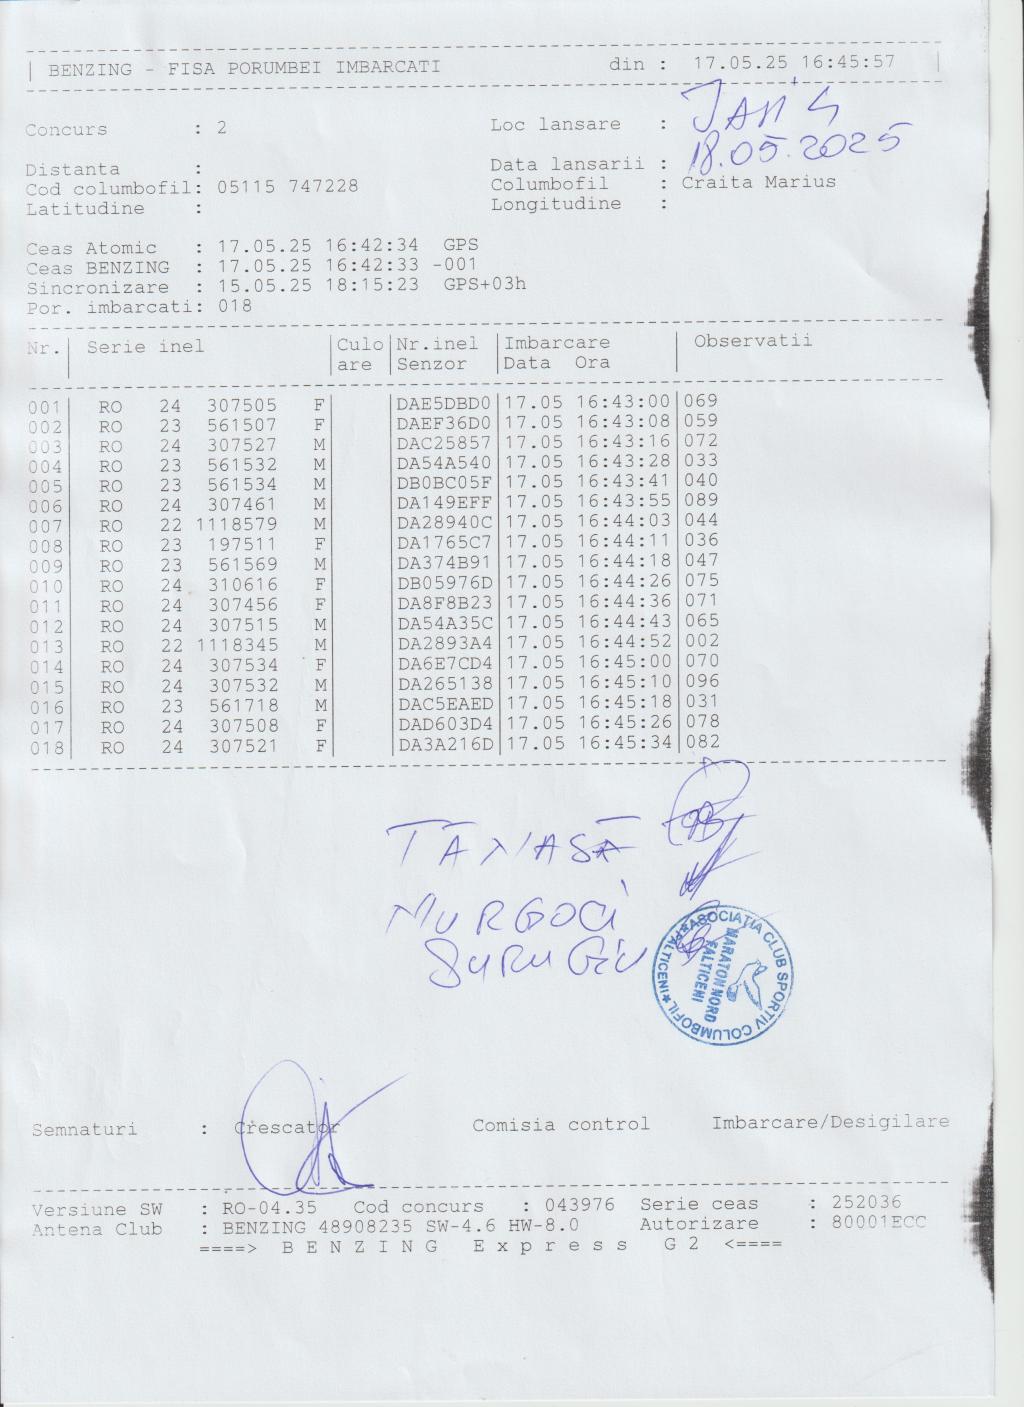 BENZING - FISA PORUMBEI IMBARCATI din : 17.05.25 16:45:57
Concurs : 2 Loc lansare : IAȘI 4
Distanta : Data lansarii : 18.05.2025
Cod columbofil: 05115 747228 Columbofil : Craita Marius
Latitudine : Longitudine :
Ceas Atomic : 17.05.25 16:42:34 GPS
Ceas BENZING : 17.05.25 16:42:33 -001
Sincronizare : 15.05.25 18:15:23 GPS+03h
Por. imbarcati: 018
Nr. Serie inel Culo Nr.inel Imbarcare Observatii
are Senzor Data Ora
001 RO 24 307505 F DAE5DBD0 17.05 16:43:00 069
002 RO 23 561507 F DAEF36D0 17.05 16:43:08 059
003 RO 24 307527 M DAC25857 17.05 16:43:16 072
004 RO 23 561532 M DA54A540 17.05 16:43:28 033
005 RO 23 561534 M DB0BC05F 17.05 16:43:41 040
006 RO 24 307461 M DA149EFF 17.05 16:43:55 089
007 RO 22 1118579 M DA28940C 17.05 16:44:03 044
008 RO 23 197511 F DA1765C7 17.05 16:44:11 036
009 RO 23 561569 M DA374B91 17.05 16:44:18 047
010 RO 24 310616 F DB05976D 17.05 16:44:26 075
011 RO 24 307456 F DA8F8B23 17.05 16:44:36 071
012 RO 24 307515 M DA54A35C 17.05 16:44:43 065
013 RO 22 1118345 M DA2893A4 17.05 16:44:52 002
014 RO 24 307534 F DA6E7CD4 17.05 16:45:00 070
015 RO 24 307532 M DA265138 17.05 16:45:10 096
016 RO 23 561718 M DAC5EAED 17.05 16:45:18 031
017 RO 24 307508 F DAD603D4 17.05 16:45:26 078
018 RO 24 307521 F DA3A216D 17.05 16:45:34 082
TĂNASĂ
MURGOCI
SURUGIU
ASOCIAȚIA CLUB SPORTIV COLUMBOFIL ★ FALTICENI
MARATON NORD
FALTICENI
Semnaturi : Crescator Comisia control Imbarcare/Desigilare
Versiune SW : RO-04.35 Cod concurs : 043976 Serie ceas : 252036
Antena Club : BENZING 48908235 SW-4.6 HW-8.0 Autorizare : 80001ECC
====> B E N Z I N G E x p r e s s G 2 <====